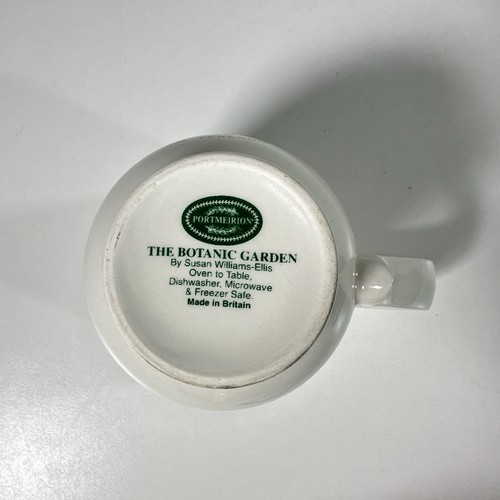 PORTMEIRION
THE BOTANIC GARDEN
By Susan Williams-Ellis
Oven to Table,
Dishwasher, Microwave
& Freezer Safe.
Made in Britain